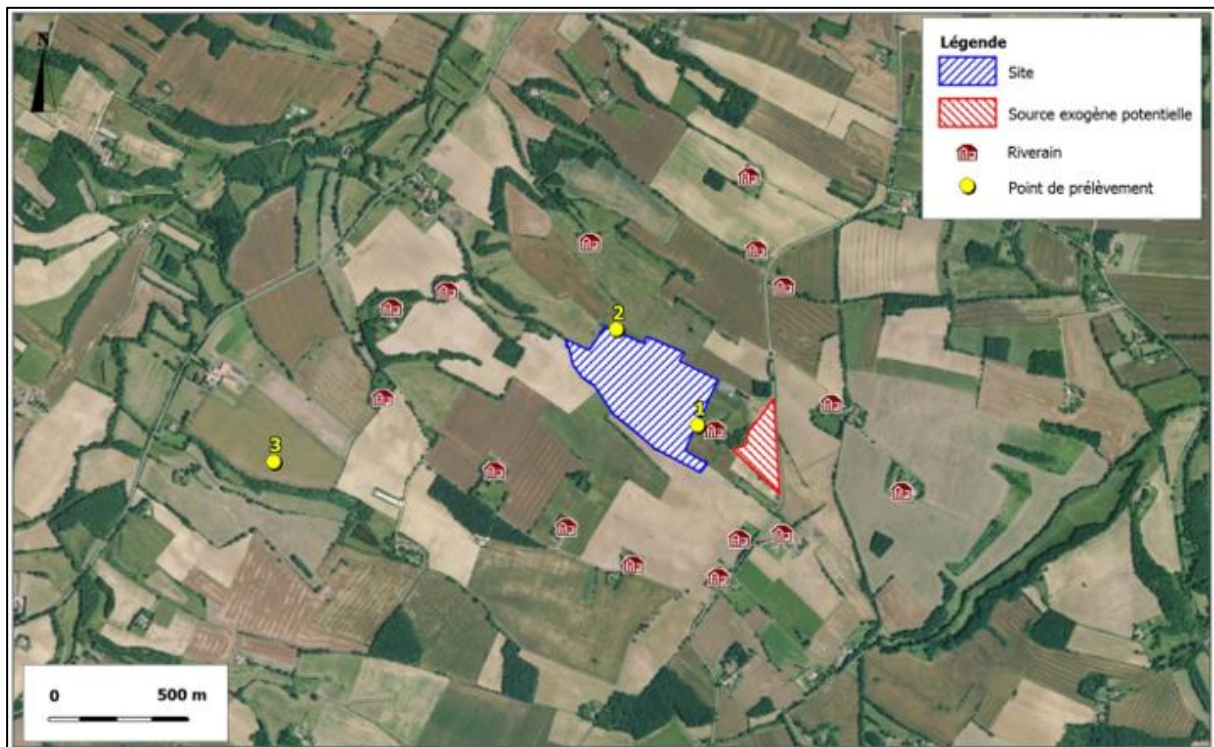 N
Légende
Site
Source exogène potentielle
Riverain
Point de prélèvement
2
1
3
0 500 m